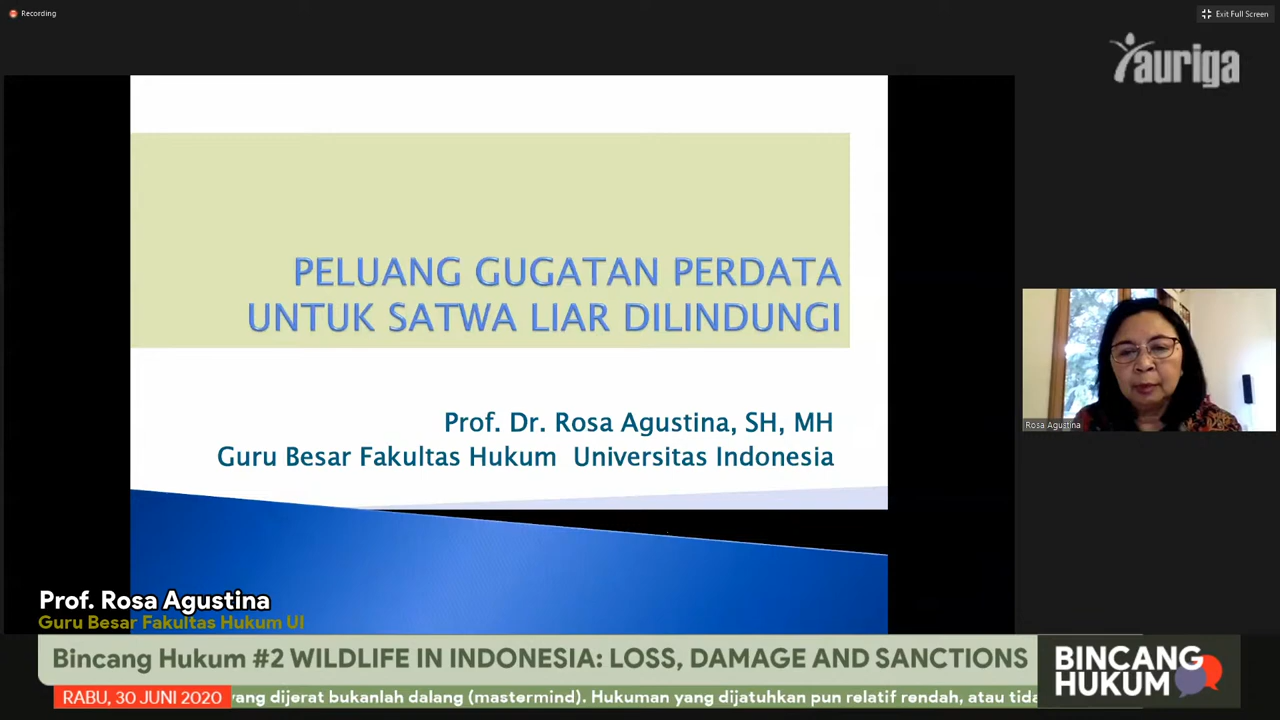 Recording
Exit Full Screen
auriga
PELUANG GUGATAN PERDATA
UNTUK SATWA LIAR DILINDUNGI
Prof. Dr. Rosa Agustina, SH, MH
Guru Besar Fakultas Hukum Universitas Indonesia
Rosa Agustina
Prof. Rosa Agustina
Guru Besar Fakultas Hukum UI
Bincang Hukum #2 WILDLIFE IN INDONESIA: LOSS, DAMAGE AND SANCTIONS
BINCANG
HUKUM
RABU, 30 JUNI 2020 yang dijerat bukanlah dalang (mastermind). Hukuman yang dijatuhkan pun relatif rendah, atau tida